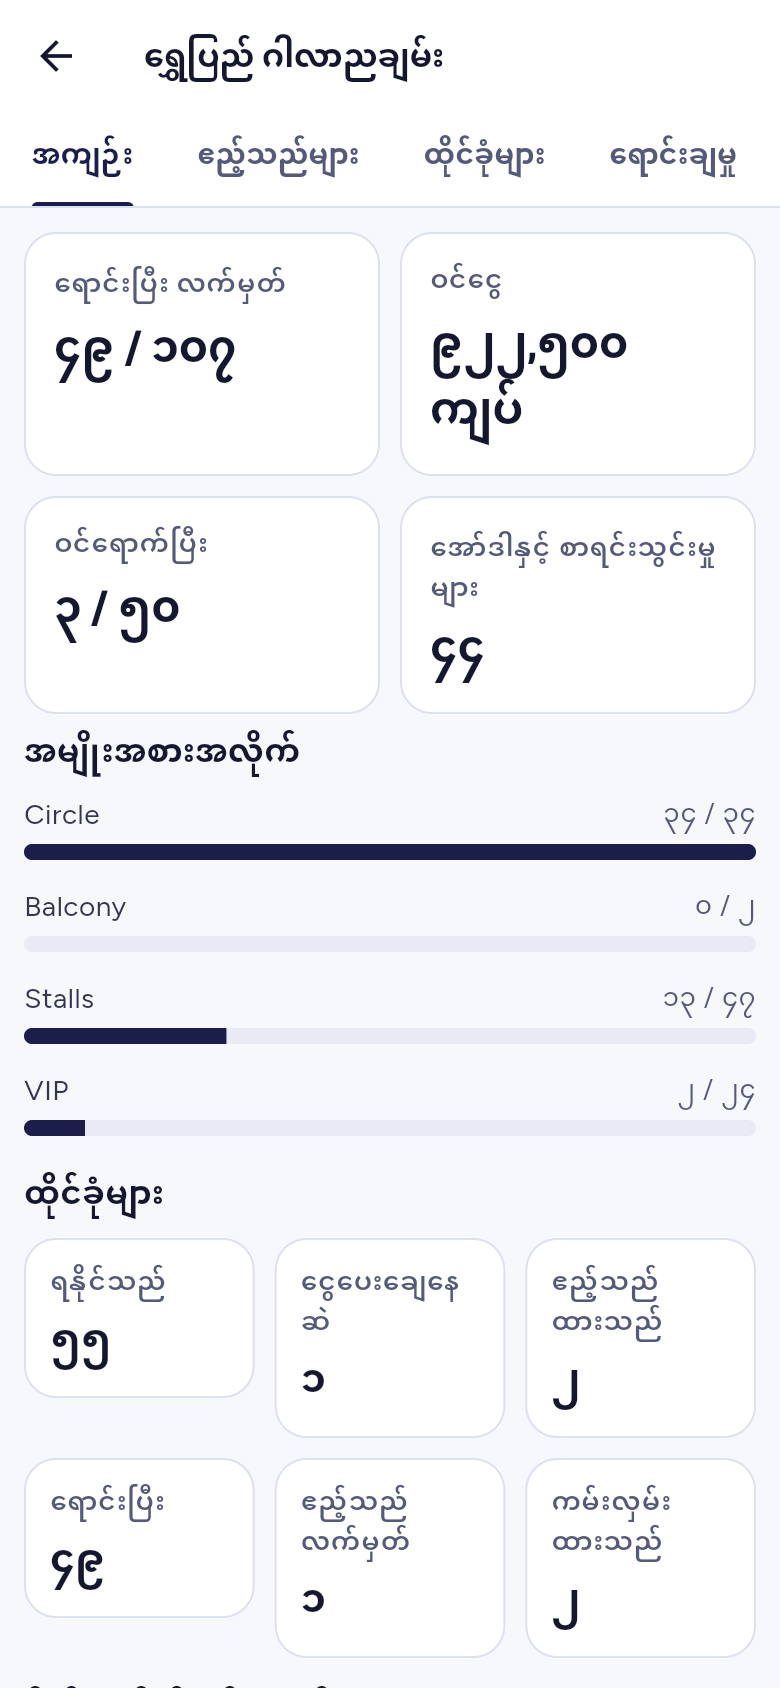 ရွှေပြည် ဂါလာညချမ်း
အကျဉ်း ဧည့်သည်များ ထိုင်ခုံများ ရောင်းချမှု
ရောင်းပြီး လက်မှတ်
၄၉ / ၁၀၇
ဝင်ငွေ
၉၂၂,၅၀၀
ကျပ်
ဝင်ရောက်ပြီး
၃ / ၅၀
အော်ဒါနှင့် စာရင်းသွင်းမှု
များ
၄၄
အမျိုးအစားအလိုက်
Circle ၃၄ / ၃၄
Balcony ၀ / ၂
Stalls ၁၃ / ၄၇
VIP ၂ / ၂၄
ထိုင်ခုံများ
ရနိုင်သည်
၅၅
ငွေပေးချေနေ
ဆဲ
၁
ဧည့်သည်
ထားသည်
၂
ရောင်းပြီး
၄၉
ဧည့်သည်
လက်မှတ်
၁
ကမ်းလှမ်း
ထားသည်
၂